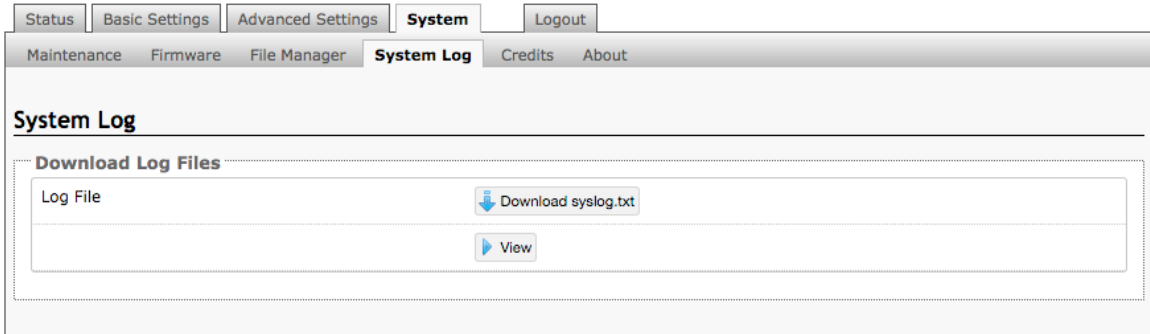 Status Basic Settings Advanced Settings System Logout
Maintenance Firmware File Manager System Log Credits About
System Log
Download Log Files
Log File Download syslog.txt
View